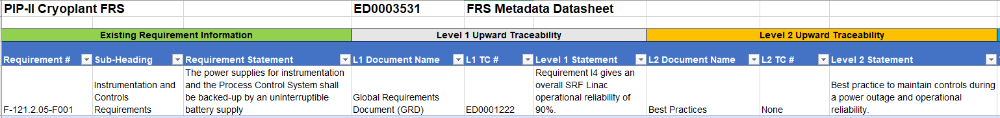 PIP-II Cryoplant FRS ED0003531 FRS Metadata Datasheet
Existing Requirement Information Level 1 Upward Traceability Level 2 Upward Traceability
Requirement # Sub-Heading Requirement Statement L1 Document Name L1 TC # Level 1 Statement L2 Document Name L2 TC # Level 2 Statement
F-121.2.05-F001
Instrumentation and
Controls
Requirements
The power supplies for instrumentation
and the Process Control System shall
be backed-up by an uninterruptible
battery supply
Global Requirements
Document (GRD)
ED0001222
Requirement I4 gives an
overall SRF Linac
operational reliability of
90%.
Best Practices
None
Best practice to maintain controls during
a power outage and operational
reliability.